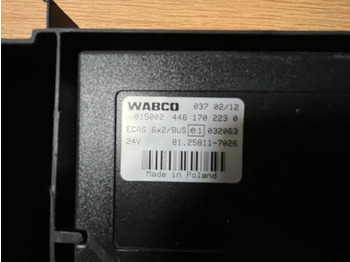 WABCO 037 02/12
015002 446 170 223 0
ECAS 6x2/BUS e1 032063
24V 81.25811-7026
Made in Poland